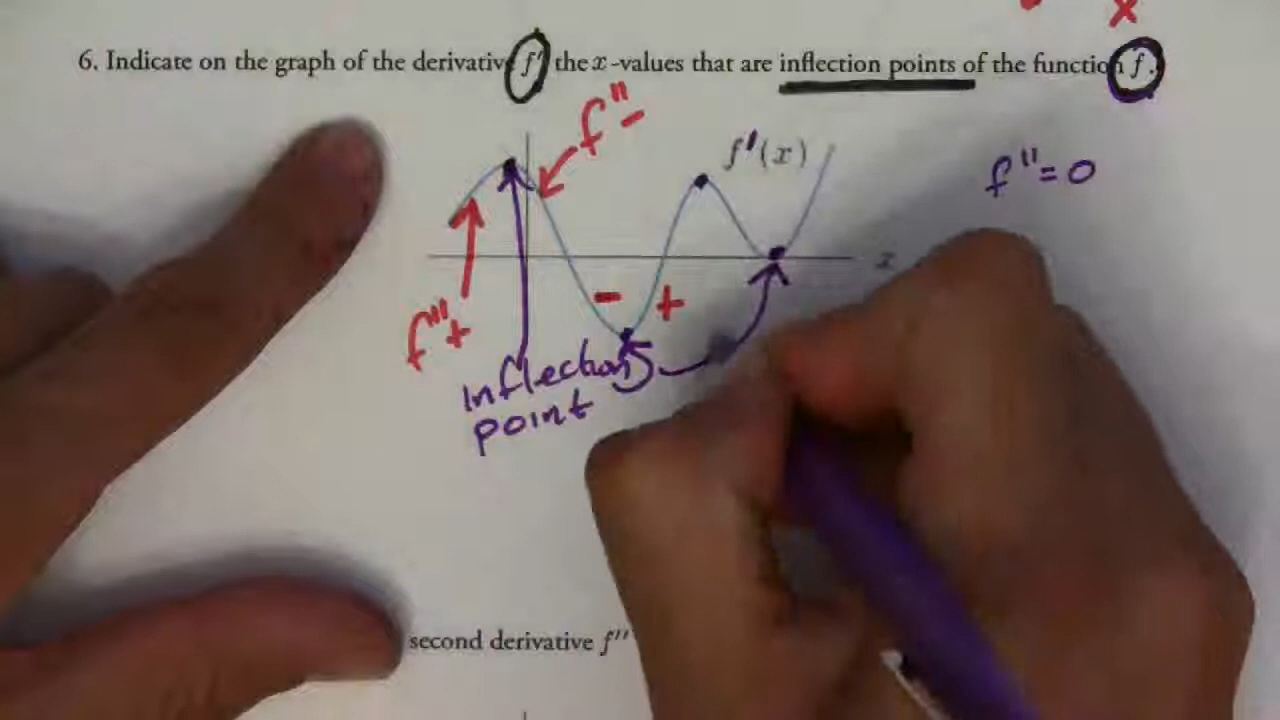 6. Indicate on the graph of the derivative f' the x-values that are inflection points of the function f.
f'' -
f'(x)
f'' = 0
x
- +
f'' +
Inflection
point
second derivative f''